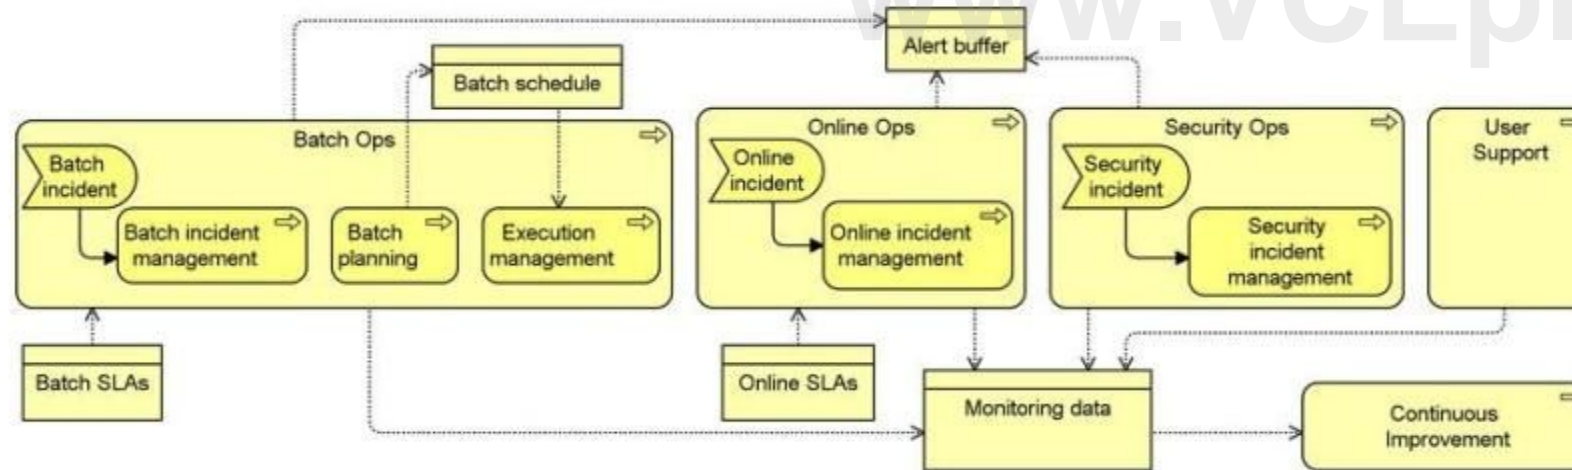 www.VCEpl
Alert buffer
Batch schedule
Batch Ops
Online Ops
Security Ops
User
Support
Batch
incident
Online
incident
Security
incident
Batch incident
management
Batch
planning
Execution
management
Online incident
management
Security
incident
management
Batch SLAs
Online SLAs
Monitoring data
Continuous
Improvement